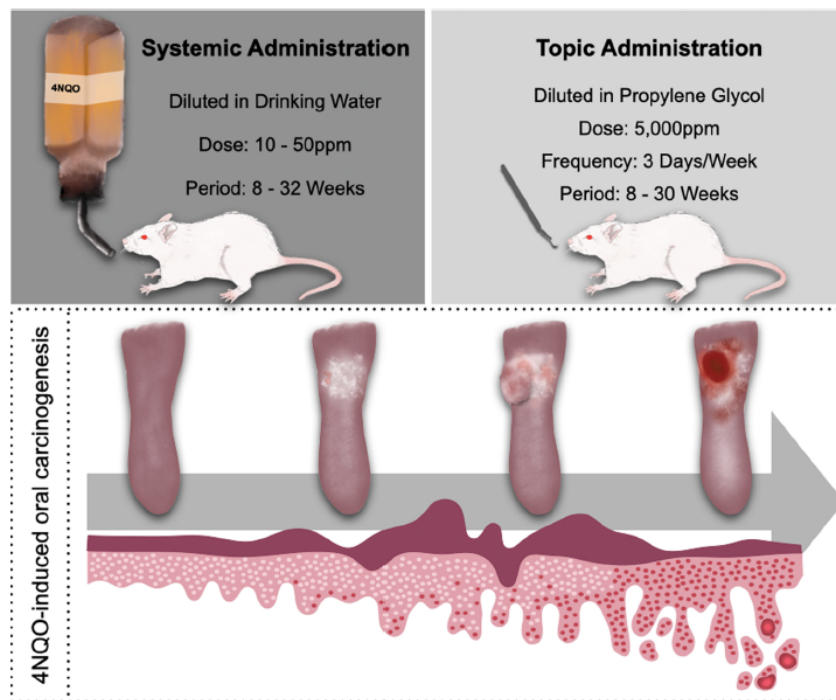 4NQO
Systemic Administration
Diluted in Drinking Water
Dose: 10 - 50ppm
Period: 8 - 32 Weeks
Topic Administration
Diluted in Propylene Glycol
Dose: 5,000ppm
Frequency: 3 Days/Week
Period: 8 - 30 Weeks
4NQO-induced oral carcinogenesis